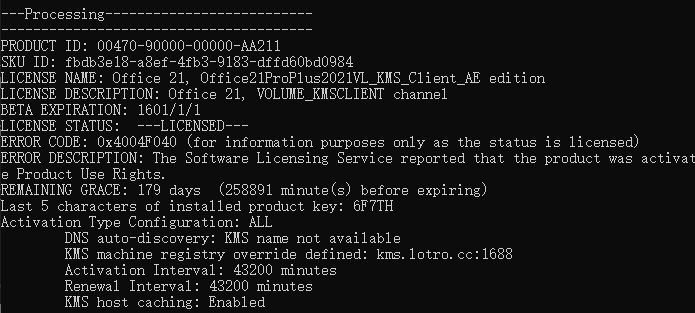 ---Processing--------------------------
---------------------------------------
PRODUCT ID: 00470-90000-00000-AA211
SKU ID: fbdb3e18-a8ef-4fb3-9183-dffd60bd0984
LICENSE NAME: Office 21, Office21ProPlus2021VL_KMS_Client_AE edition
LICENSE DESCRIPTION: Office 21, VOLUME_KMSCLIENT channel
BETA EXPIRATION: 1601/1/1
LICENSE STATUS:  ---LICENSED---
ERROR CODE: 0x4004F040 (for information purposes only as the status is licensed)
ERROR DESCRIPTION: The Software Licensing Service reported that the product was activat
e Product Use Rights.
REMAINING GRACE: 179 days  (258891 minute(s) before expiring)
Last 5 characters of installed product key: 6F7TH
Activation Type Configuration: ALL
        DNS auto-discovery: KMS name not available
        KMS machine registry override defined: kms.lotro.cc:1688
        Activation Interval: 43200 minutes
        Renewal Interval: 43200 minutes
        KMS host caching: Enabled